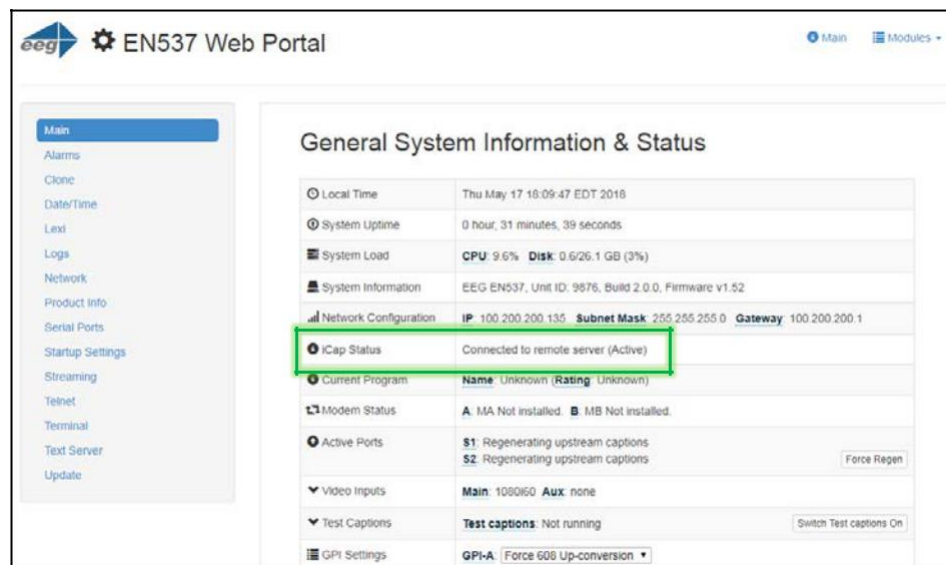 eeg EN537 Web Portal
Main Modules
Main
Alarms
Clone
Date/Time
Lexi
Logs
Network
Product Info
Serial Ports
Startup Settings
Streaming
Telnet
Terminal
Text Server
Update
General System Information & Status
Local Time Thu May 17 16:09:47 EDT 2018
System Uptime 0 hour, 31 minutes, 39 seconds
System Load CPU: 9.6% Disk: 0.6/26.1 GB (3%)
System Information EEG EN537, Unit ID: 9876, Build 2.0.0, Firmware v1.52
Network Configuration IP: 100.200.200.135 Subnet Mask: 255.255.255.0 Gateway: 100.200.200.1
iCap Status Connected to remote server (Active)
Current Program Name: Unknown (Rating: Unknown)
Modem Status A: MA Not installed. B: MB Not installed.
Active Ports S1: Regenerating upstream captions
S2: Regenerating upstream captions Force Regen
Video Inputs Main: 1080i60 Aux: none
Test Captions Test captions: Not running Switch Test captions On
GPI Settings GPI-A: Force 608 Up-conversion